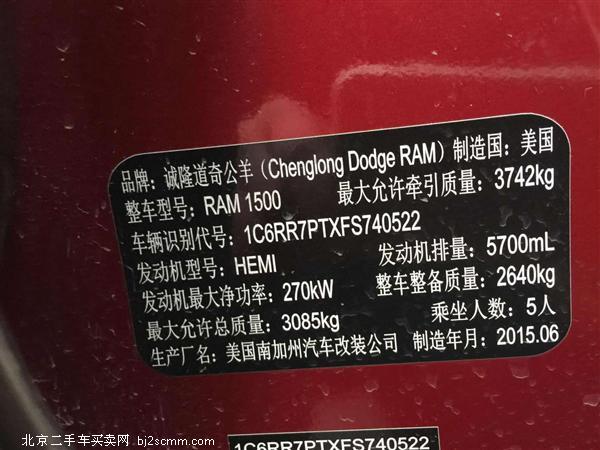 品牌：诚隆道奇公羊（Chenglong Dodge RAM）制造国：美国
整车型号：RAM 1500 最大允许牵引质量：3742kg
车辆识别代号：1C6RR7PTXFS740522
发动机型号：HEMI 发动机排量：5700mL
发动机最大净功率：270kW 整车整备质量：2640kg
最大允许总质量：3085kg 乘坐人数：5人
生产厂名：美国南加州汽车改装公司 制造年月：2015.06
1C6RR7PTXFS740522
北京二手车买卖网 -bj2scmm.com